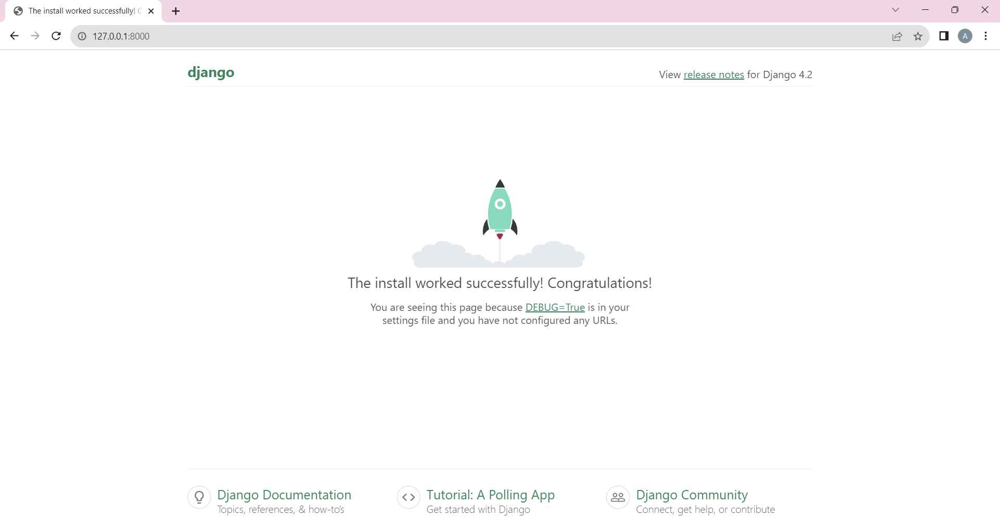 The install worked successfully! C
127.0.0.1:8000
A
django
View release notes for Django 4.2
The install worked successfully! Congratulations!
You are seeing this page because DEBUG=True is in your
settings file and you have not configured any URLs.
Django Documentation
Topics, references, & how-to's
Tutorial: A Polling App
Get started with Django
Django Community
Connect, get help, or contribute